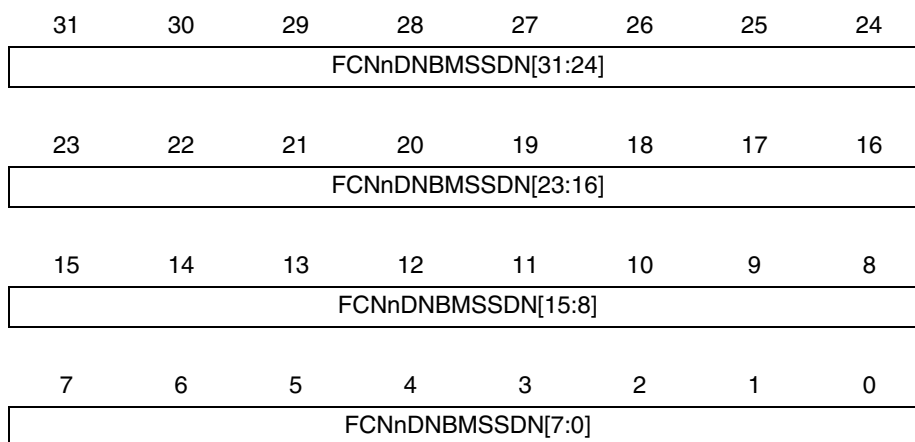 31 30 29 28 27 26 25 24
FCNnDNBMSSDN[31:24]
23 22 21 20 19 18 17 16
FCNnDNBMSSDN[23:16]
15 14 13 12 11 10 9 8
FCNnDNBMSSDN[15:8]
7 6 5 4 3 2 1 0
FCNnDNBMSSDN[7:0]